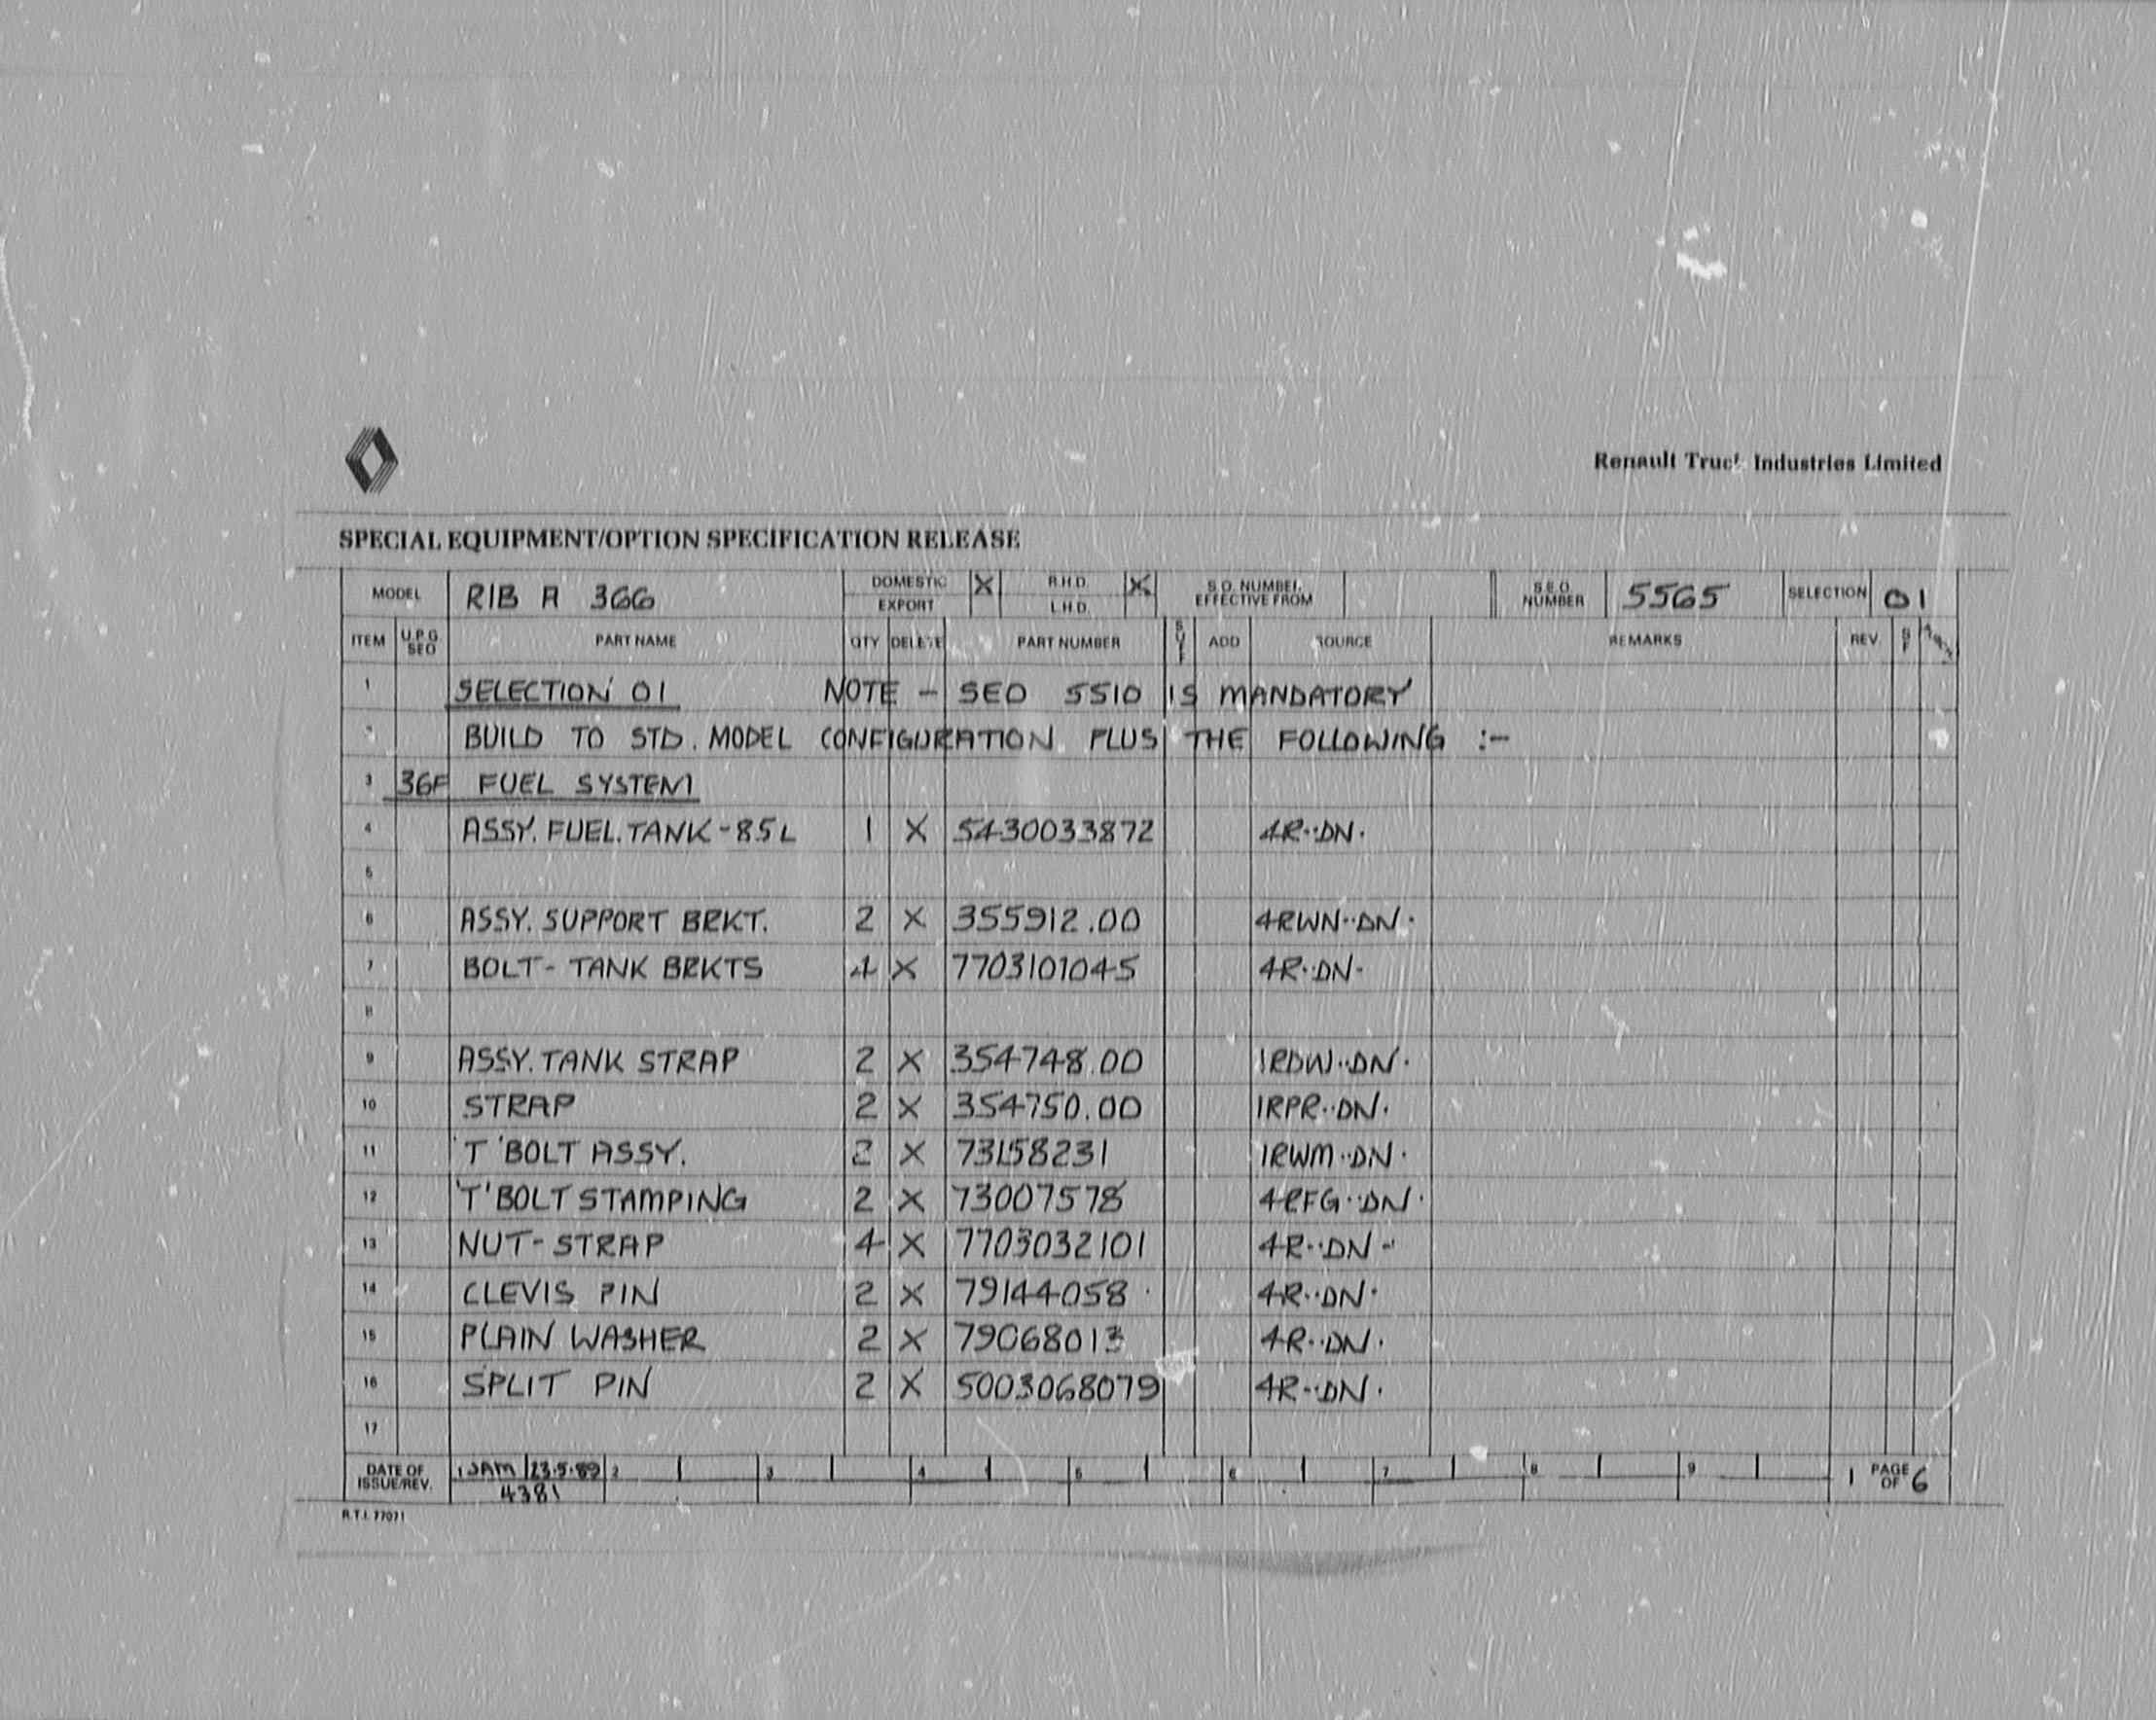 Renault Truck Industries Limited
SPECIAL EQUIPMENT/OPTION SPECIFICATION RELEASE
MODEL RIB A 366 DOMESTIC X R.H.D. X S.O. NUMBER S.E.O. NUMBER 5565 SELECTION 01
EXPORT L.H.D. EFFECTIVE FROM
ITEM U.P.G. SEO PART NAME QTY DELETE PART NUMBER ADD SOURCE REMARKS REV.
1 SELECTION 01 NOTE - SEO 5510 IS MANDATORY
BUILD TO STD. MODEL CONFIGURATION PLUS THE FOLLOWING :-
3 36F FUEL SYSTEM
4 ASSY. FUEL.TANK-85L 1 X 5430033872 4R··DN·
5
6 ASSY. SUPPORT BRKT. 2 X 355912.00 4RWN··DN·
7 BOLT- TANK BRKTS 4 X 7703101045 4R··DN·
8
9 ASSY. TANK STRAP 2 X 354748.00 1RDW··DN·
10 STRAP 2 X 354750.00 1RPR··DN·
11 'T'BOLT ASSY. 2 X 73158231 1RWM··DN·
12 'T'BOLT STAMPING 2 X 73007578 4RFG··DN·
13 NUT-STRAP 4 X 7703032101 4R··DN·
14 CLEVIS PIN 2 X 79144058 4R··DN·
15 PLAIN WASHER 2 X 79068013 4R··DN·
16 SPLIT PIN 2 X 5003068079 4R··DN·
17
DATE OF ISSUE/REV. 1 JAM 23·5·89 2 3 4 5 6 7 8 9 1 PAGE OF 6
4381
R.T.I. 77071